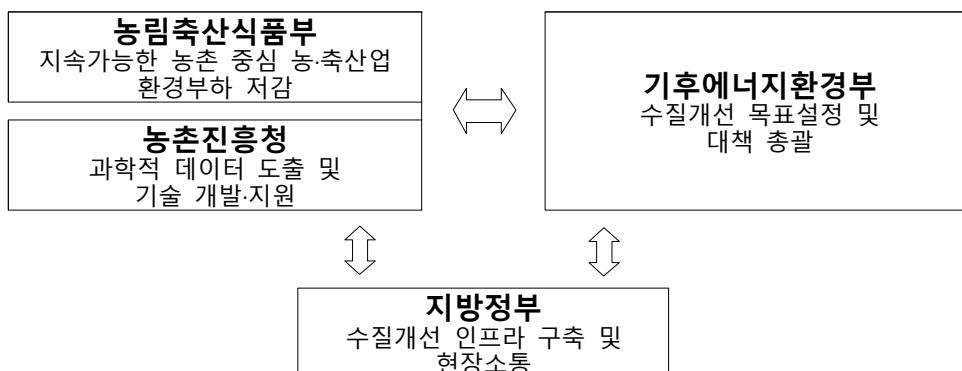 농림축산식품부
지속가능한 농촌 중심 농·축산업
환경부하 저감
농촌진흥청
과학적 데이터 도출 및
기술 개발·지원
기후에너지환경부
수질개선 목표설정 및
대책 총괄
지방정부
수질개선 인프라 구축 및
현장소통